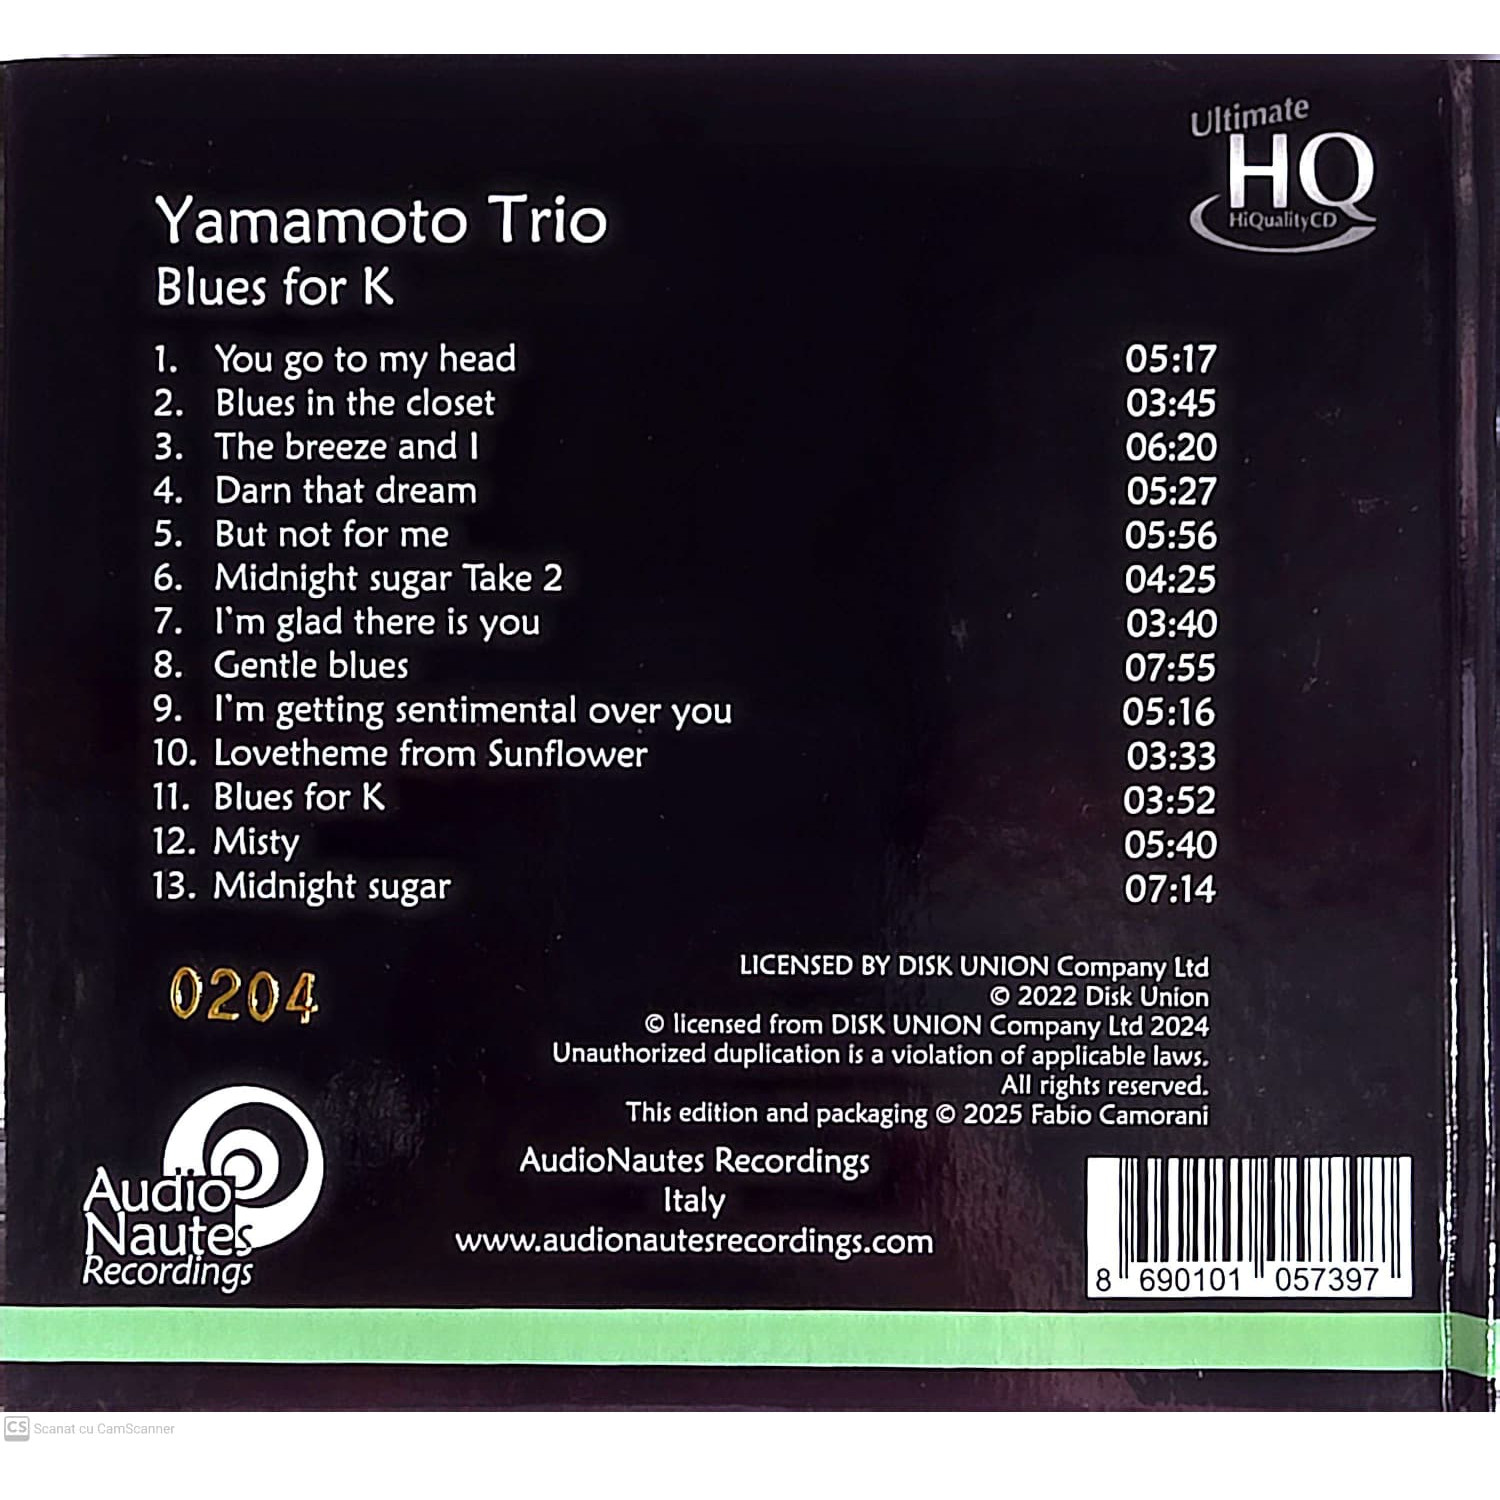 Ultimate
HQ
HiQualityCD
Yamamoto Trio
Blues for K
1. You go to my head 05:17
2. Blues in the closet 03:45
3. The breeze and I 06:20
4. Darn that dream 05:27
5. But not for me 05:56
6. Midnight sugar Take 2 04:25
7. I'm glad there is you 03:40
8. Gentle blues 07:55
9. I'm getting sentimental over you 05:16
10. Lovetheme from Sunflower 03:33
11. Blues for K 03:52
12. Misty 05:40
13. Midnight sugar 07:14
0204
LICENSED BY DISK UNION Company Ltd
© 2022 Disk Union
© licensed from DISK UNION Company Ltd 2024
Unauthorized duplication is a violation of applicable laws.
All rights reserved.
This edition and packaging © 2025 Fabio Camorani
AudioNautes Recordings
Italy
www.audionautesrecordings.com
Audio
Nautes
Recordings
8 690101 057397
CS Scanat cu CamScanner